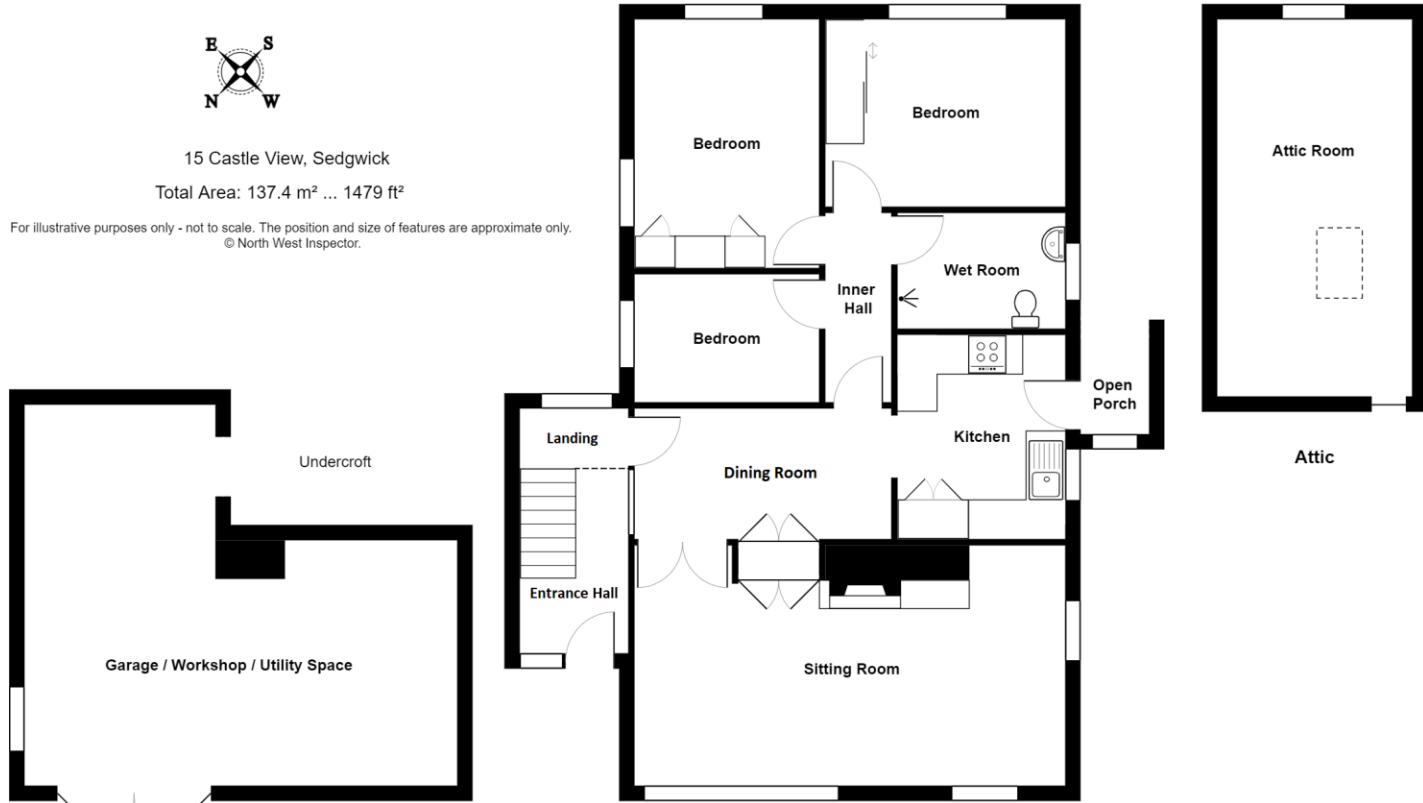 E S
N W
15 Castle View, Sedgwick
Total Area: 137.4 m² ... 1479 ft²
For illustrative purposes only - not to scale. The position and size of features are approximate only.
© North West Inspector.
Bedroom
Bedroom
Attic Room
Wet Room
Inner
Hall
Bedroom
Open
Porch
Landing
Kitchen
Attic
Undercroft
Dining Room
Entrance Hall
Garage / Workshop / Utility Space
Sitting Room